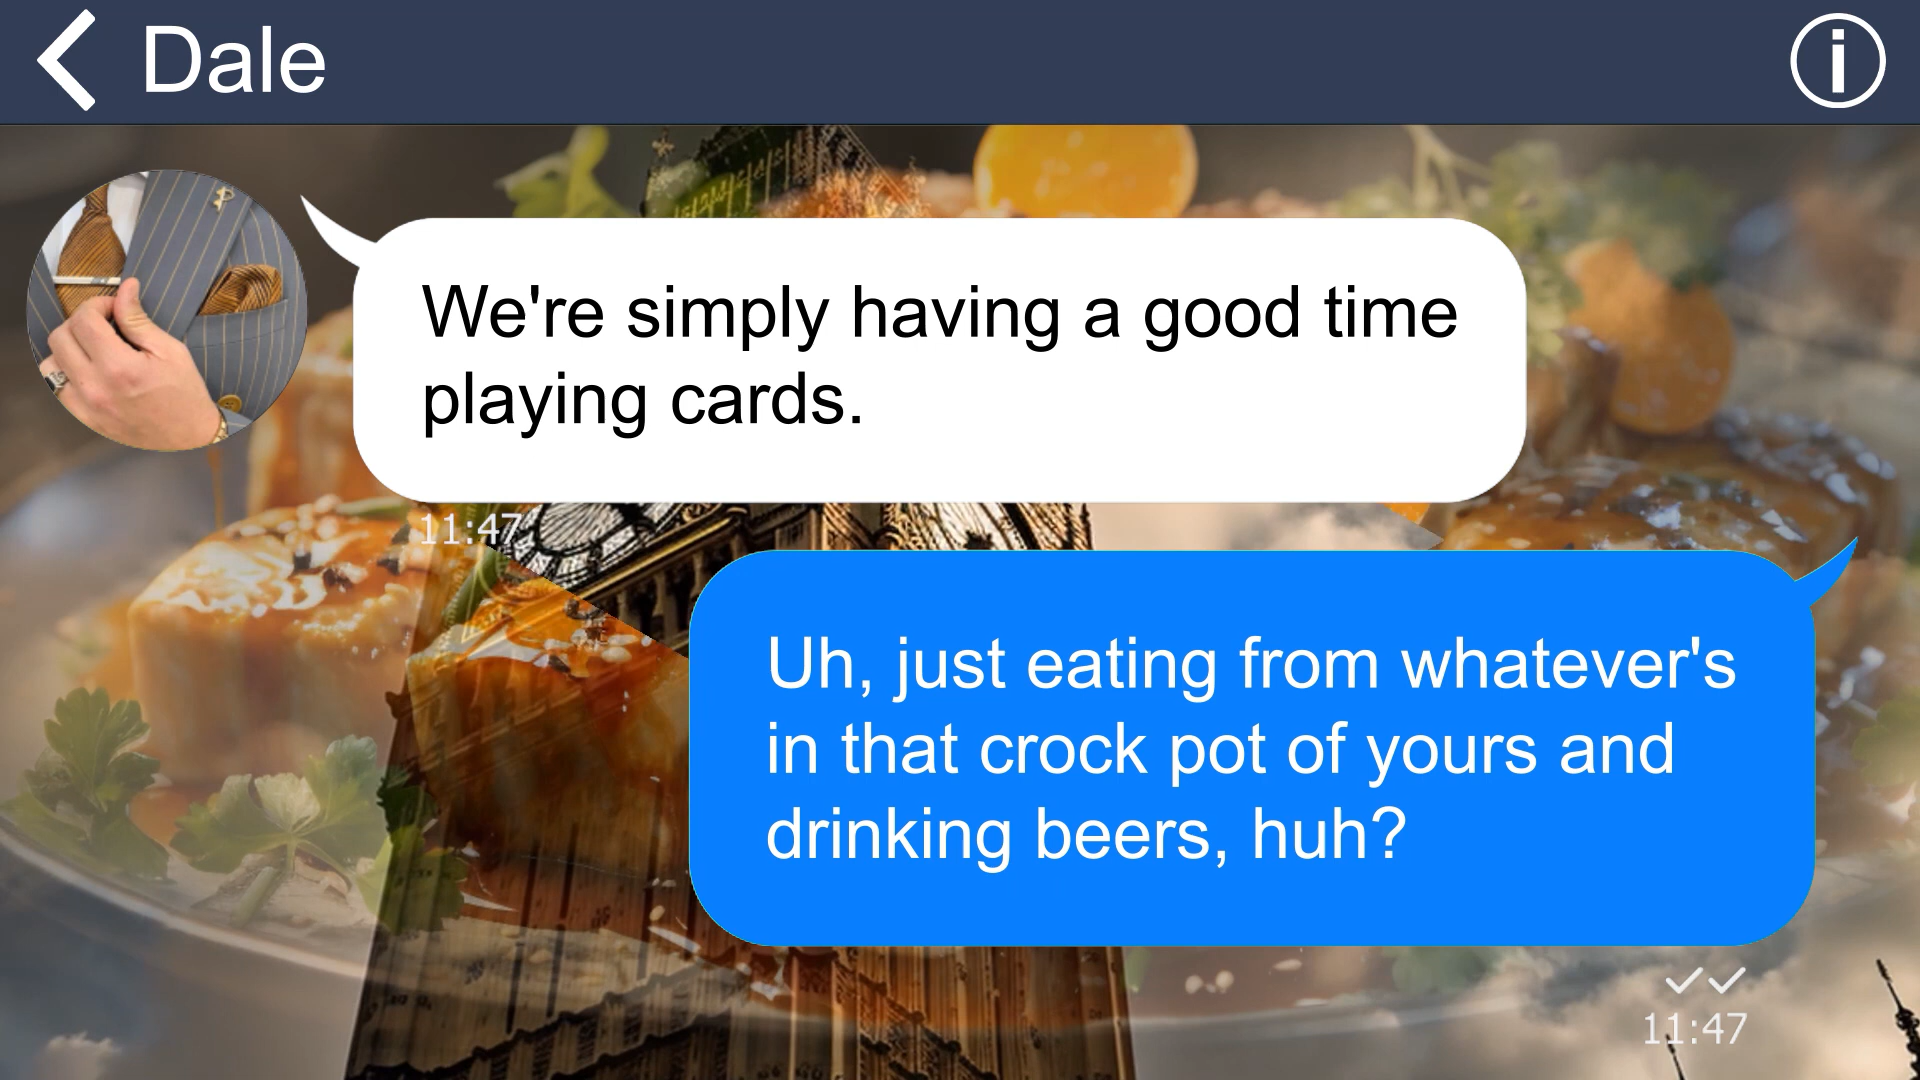 Dale
We're simply having a good time
playing cards.
11:47
Uh, just eating from whatever's
in that crock pot of yours and
drinking beers, huh?
11:47